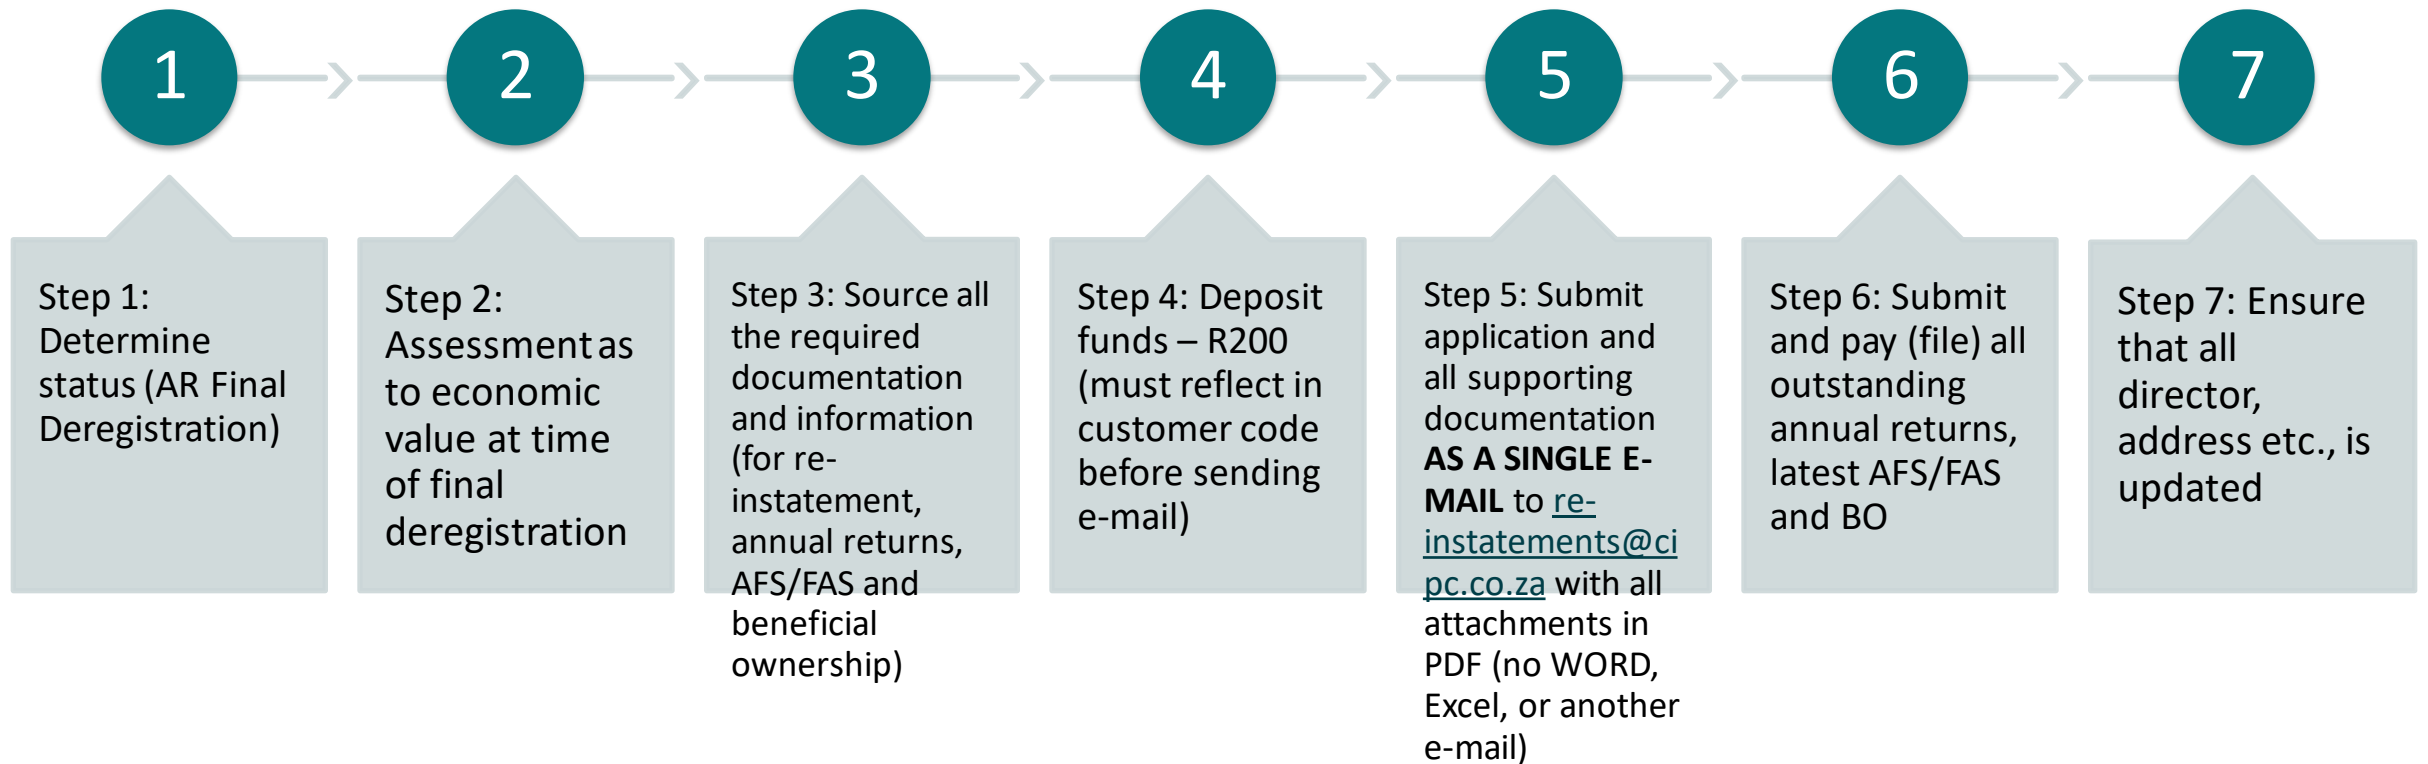 1
2
3
4
5
6
7
Step 1:
Determine
status (AR Final
Deregistration)
Step 2:
Assessment as
to economic
value at time
of final
deregistration
Step 3: Source all
the required
documentation
and information
(for re-
instatement,
annual returns,
AFS/FAS and
beneficial
ownership)
Step 4: Deposit
funds – R200
(must reflect in
customer code
before sending
e-mail)
Step 5: Submit
application and
all supporting
documentation
AS A SINGLE E-
MAIL to re-
instatements@ci
pc.co.za with all
attachments in
PDF (no WORD,
Excel, or another
e-mail)
Step 6: Submit
and pay (file) all
outstanding
annual returns,
latest AFS/FAS
and BO
Step 7: Ensure
that all
director,
address etc., is
updated